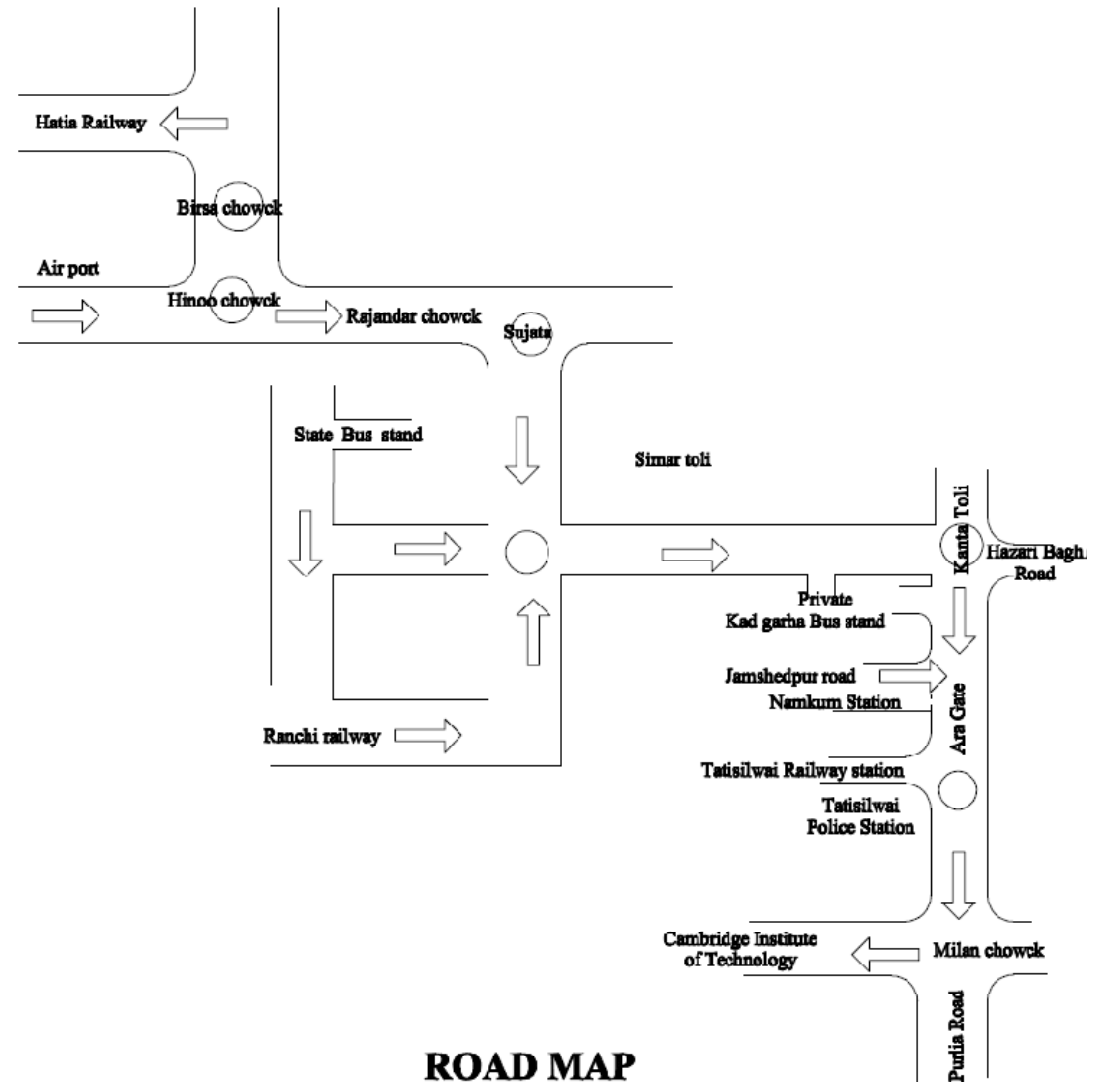 Hatia Railway
Birsa chowck
Air port
Hinoo chowck
Rajandar chowck
Sujata
State Bus stand
Simar toli
Kanta Toli
Hazari Bagh
Road
Private
Kad garha Bus stand
Jamshedpur road
Namkum Station
Ara Gate
Ranchi railway
Tatisilwai Railway station
Tatisilwai
Police Station
Cambridge Institute
of Technology
Milan chowck
Purlia Road
ROAD MAP